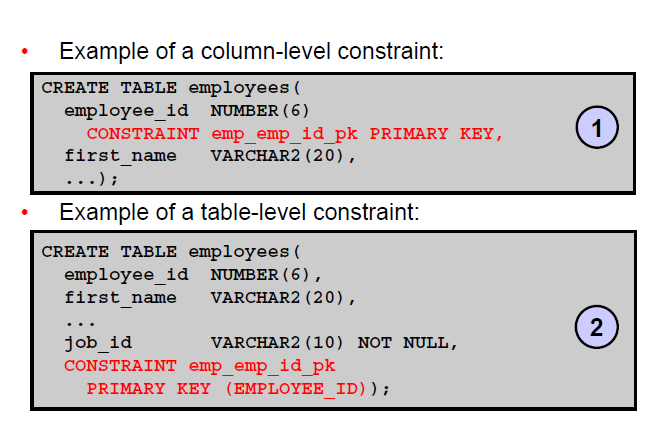 • Example of a column-level constraint:
CREATE TABLE employees(
employee_id NUMBER(6)
CONSTRAINT emp_emp_id_pk PRIMARY KEY,
first_name VARCHAR2(20),
...);
1
• Example of a table-level constraint:
CREATE TABLE employees(
employee_id NUMBER(6),
first_name VARCHAR2(20),
...
job_id VARCHAR2(10) NOT NULL,
CONSTRAINT emp_emp_id_pk
PRIMARY KEY (EMPLOYEE_ID));
2